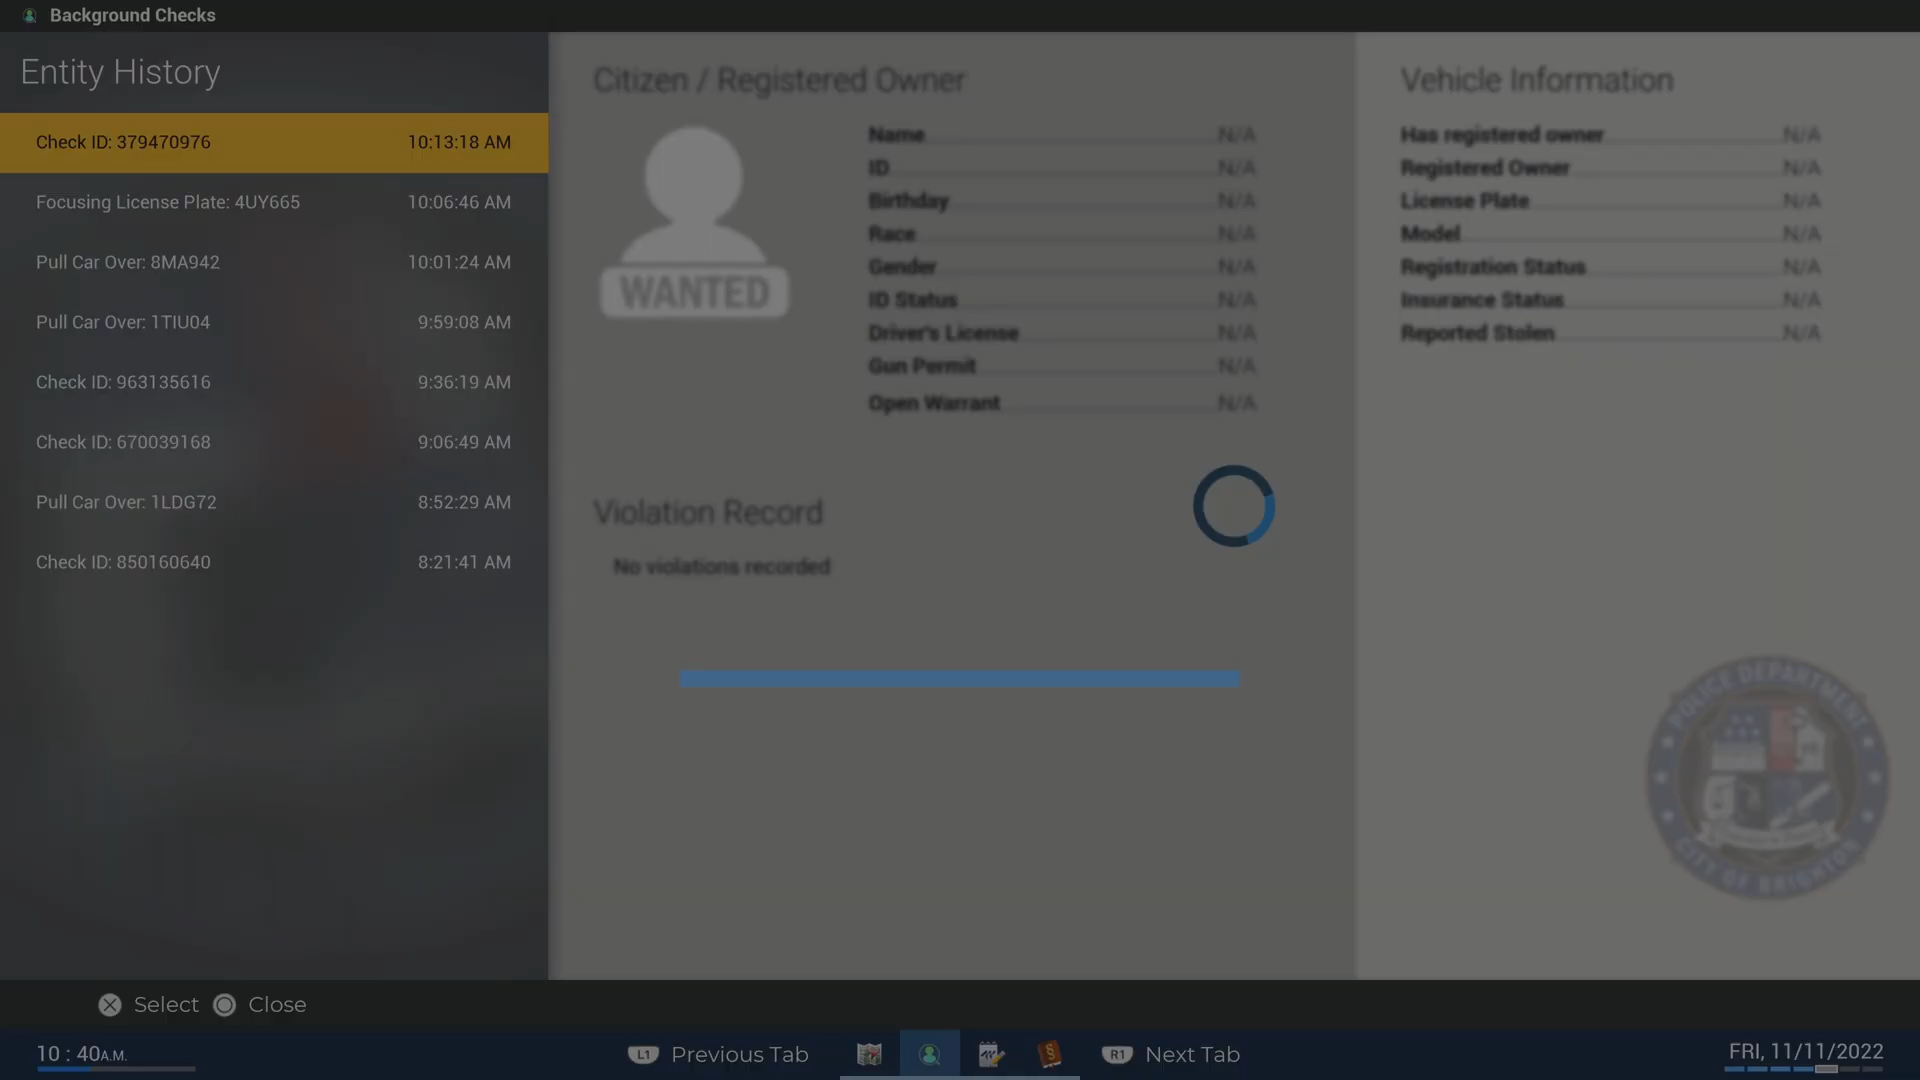 Background Checks
Entity History
Check ID: 379470976 10:13:18 AM
Focusing License Plate: 4UY665 10:06:46 AM
Pull Car Over: 8MA942 10:01:24 AM
Pull Car Over: 1TIU04 9:59:08 AM
Check ID: 963135616 9:36:19 AM
Check ID: 670039168 9:06:49 AM
Pull Car Over: 1LDG72 8:52:29 AM
Check ID: 850160640 8:21:41 AM
Citizen / Registered Owner
WANTED
Name N/A
ID N/A
Birthday N/A
Race N/A
Gender N/A
ID Status N/A
Driver's License N/A
Gun Permit N/A
Open Warrant N/A
Violation Record
No violations recorded
Vehicle Information
Has registered owner N/A
Registered Owner N/A
License Plate N/A
Model N/A
Registration Status N/A
Insurance Status N/A
Reported Stolen N/A
POLICE DEPARTMENT
CITY OF BRIGHTON
Select Close
10 : 40 A.M.
L1 Previous Tab
R1 Next Tab
FRI, 11/11/2022